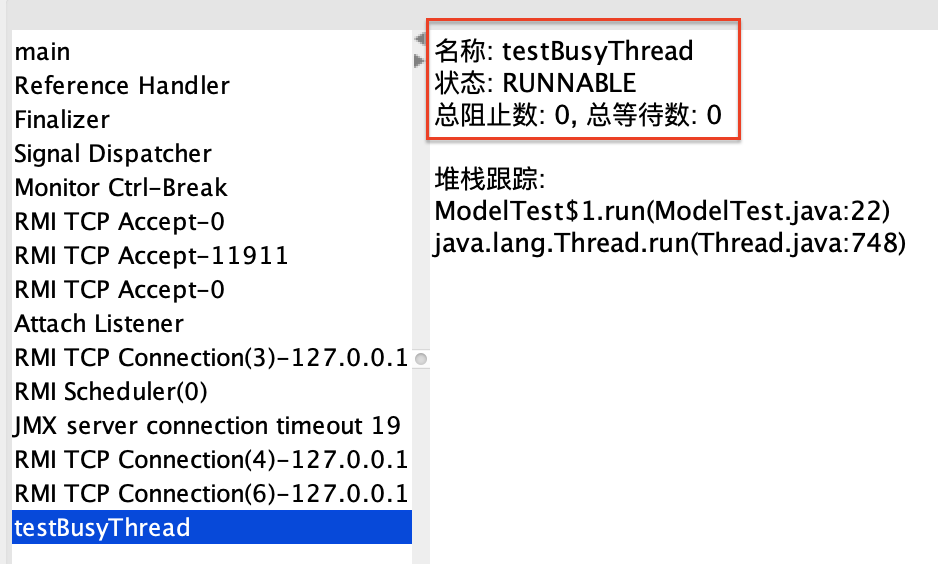 main
Reference Handler
Finalizer
Signal Dispatcher
Monitor Ctrl-Break
RMI TCP Accept-0
RMI TCP Accept-11911
RMI TCP Accept-0
Attach Listener
RMI TCP Connection(3)-127.0.0.1
RMI Scheduler(0)
JMX server connection timeout 19
RMI TCP Connection(4)-127.0.0.1
RMI TCP Connection(6)-127.0.0.1
testBusyThread
名称: testBusyThread
状态: RUNNABLE
总阻止数: 0, 总等待数: 0
堆栈跟踪:
ModelTest$1.run(ModelTest.java:22)
java.lang.Thread.run(Thread.java:748)